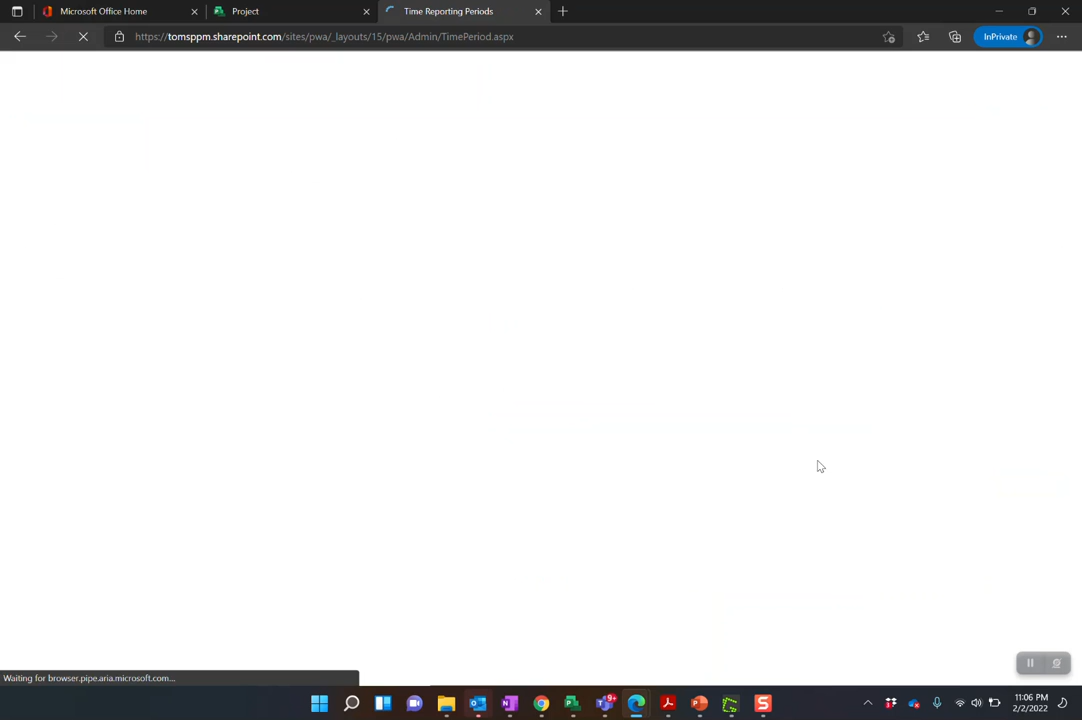 Microsoft Office Home
Project
Time Reporting Periods
https://tomsppm.sharepoint.com/sites/pwa/_layouts/15/pwa/Admin/TimePeriod.aspx
InPrivate
Waiting for browser.pipe.aria.microsoft.com...
9+
11:06 PM
2/2/2022